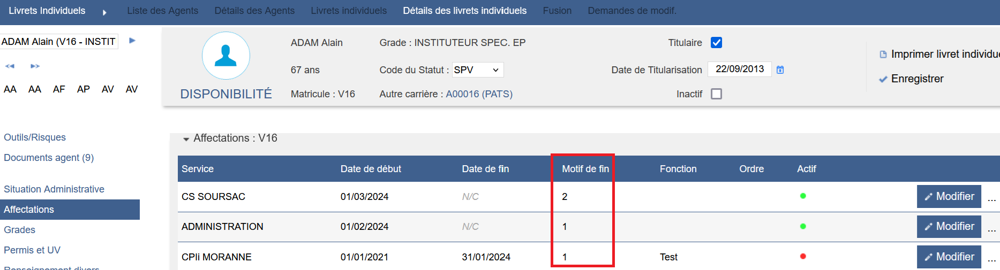 Livrets Individuels Liste des Agents Détails des Agents Livrets individuels Détails des livrets individuels Fusion Demandes de modif.
ADAM Alain (V16 - INSTIT
AA AA AF AP AV AV
Outils/Risques
Documents agent (9)
Situation Administrative
Affectations
Grades
Permis et UV
Renseignement divers
DISPONIBILITÉ
ADAM Alain Grade : INSTITUTEUR SPEC. EP Titulaire
67 ans Code du Statut : SPV Date de Titularisation 22/09/2013
Matricule : V16 Autre carrière : A00016 (PATS) Inactif
Imprimer livret individue
Enregistrer
Affectations : V16
Service Date de début Date de fin Motif de fin Fonction Ordre Actif
CS SOURSAC 01/03/2024 N/C 2 Modifier ...
ADMINISTRATION 01/02/2024 N/C 1 Modifier ...
CPIi MORANNE 01/01/2021 31/01/2024 1 Test Modifier ...